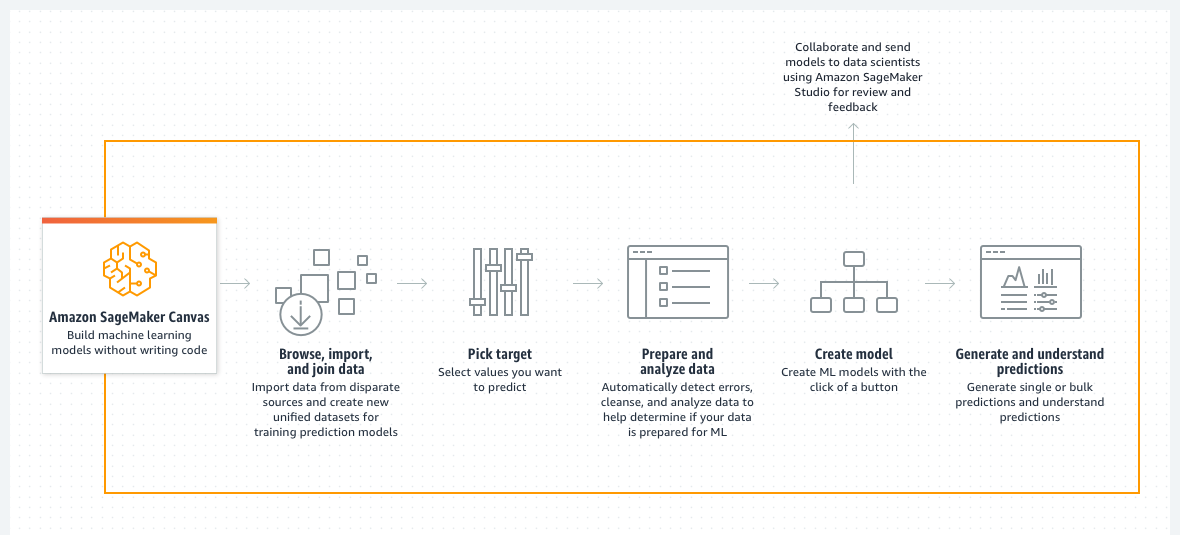 Collaborate and send
models to data scientists
using Amazon SageMaker
Studio for review and
feedback
Amazon SageMaker Canvas
Build machine learning
models without writing code
Browse, import,
and join data
Import data from disparate
sources and create new
unified datasets for
training prediction models
Pick target
Select values you want
to predict
Prepare and
analyze data
Automatically detect errors,
cleanse, and analyze data to
help determine if your data
is prepared for ML
Create model
Create ML models with the
click of a button
Generate and understand
predictions
Generate single or bulk
predictions and understand
predictions